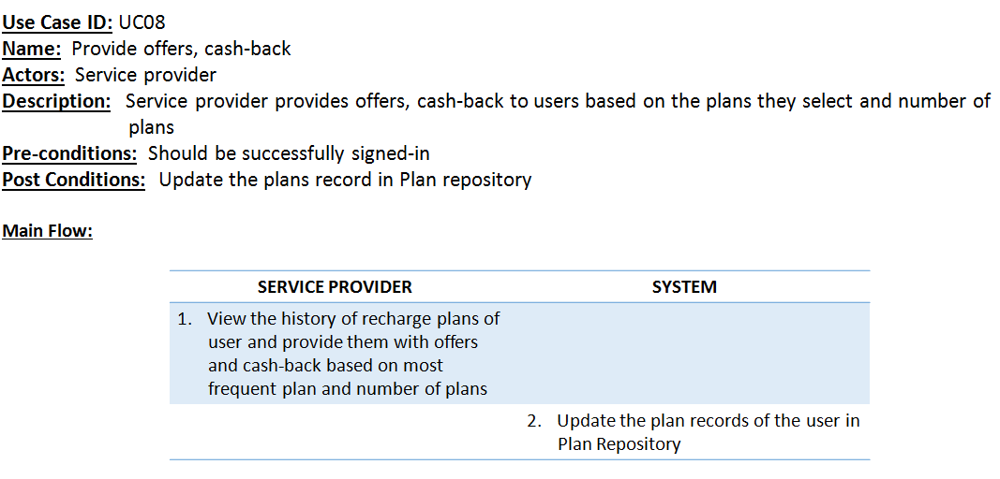 Use Case ID: UC08
Name: Provide offers, cash-back
Actors: Service provider
Description: Service provider provides offers, cash-back to users based on the plans they select and number of
plans
Pre-conditions: Should be successfully signed-in
Post Conditions: Update the plans record in Plan repository
Main Flow:
SERVICE PROVIDER SYSTEM
1. View the history of recharge plans of
user and provide them with offers
and cash-back based on most
frequent plan and number of plans
2. Update the plan records of the user in
Plan Repository